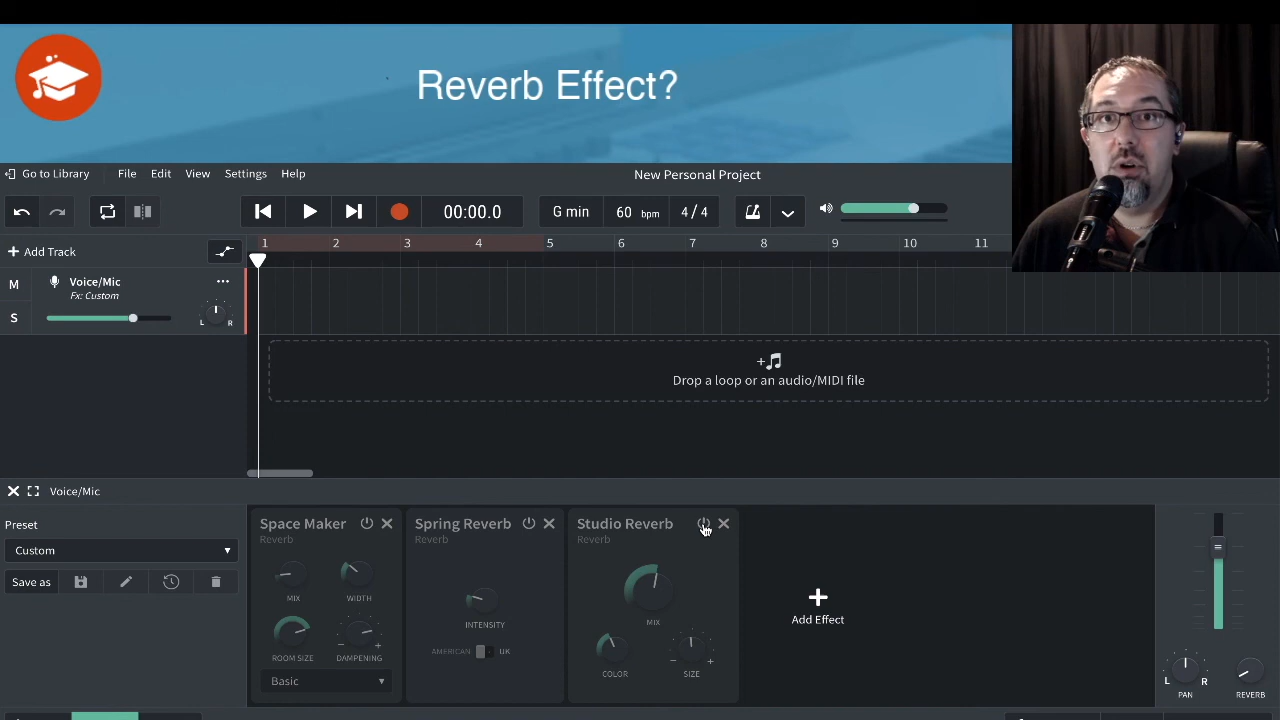 Reverb Effect?
Go to Library File Edit View Settings Help New Personal Project
00:00.0 G min 60 bpm 4 / 4
+ Add Track 1 2 3 4 5 6 7 8 9 10 11
M Voice/Mic ...
Fx: Custom
S L R
Drop a loop or an audio/MIDI file
Voice/Mic
Preset
Custom
Save as
Space Maker
Reverb
MIX WIDTH
ROOM SIZE DAMPENING
Basic
Spring Reverb
Reverb
INTENSITY
AMERICAN UK
Studio Reverb
Reverb
MIX
COLOR SIZE
Add Effect
L R
PAN REVERB